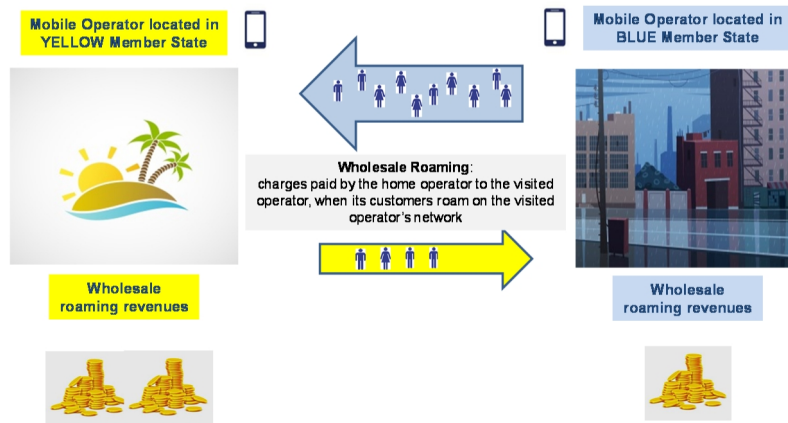 Mobile Operator located in
YELLOW Member State
Mobile Operator located in
BLUE Member State
Wholesale Roaming:
charges paid by the home operator to the visited
operator, when its customers roam on the visited
operator's network
Wholesale
roaming revenues
Wholesale
roaming revenues